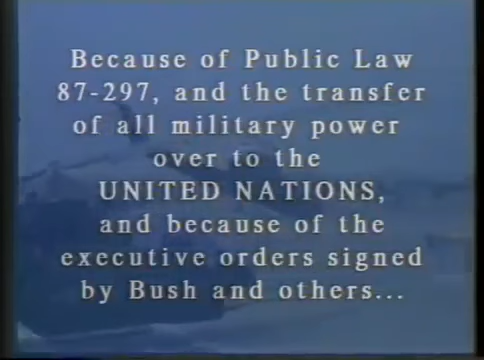 Because of Public Law
87-297, and the transfer
of all military power
over to the
UNITED NATIONS,
and because of the
executive orders signed
by Bush and others...